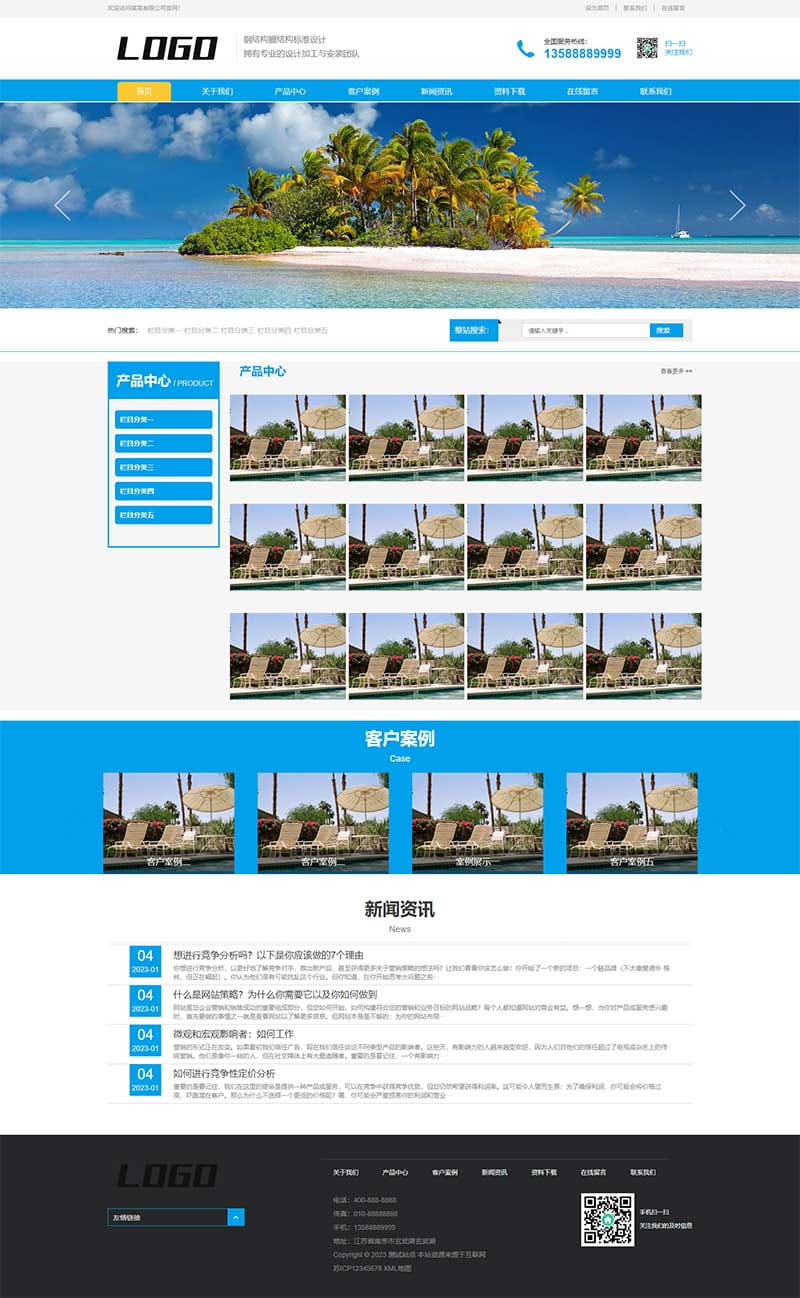 欢迎访问某某有限公司官网!
设为首页 | 联系我们 | 在线留言
LOGO
钢结构膜结构标准设计
拥有专业的设计加工与安装团队
全国服务热线:
13588889999
扫一扫
关注我们
首页 关于我们 产品中心 客户案例 新闻资讯 资料下载 在线留言 联系我们
热门搜索: 栏目分类一 栏目分类二 栏目分类三 栏目分类四 栏目分类五
整站搜索:
请输入关键字..
搜索
产品中心 / PRODUCT
栏目分类一
栏目分类二
栏目分类三
栏目分类四
栏目分类五
产品中心
查看更多 >>
客户案例
Case
客户案例二 客户案例二 案例展示一 客户案例五
新闻资讯
News
04
2023-01
想进行竞争分析吗？以下是你应该做的7个理由
你想进行竞争分析，以更好地了解竞争对手，推出新产品，甚至获得更多关于营销策略的想法吗？让我们看看你该怎么做！你开始了一个新的项目：一个鞋品牌（不太像爱德华·格
林，但正在崛起）。你认为他们很有可能扰乱这个行业。但你知道，在你开始思考大问题之前…
04
2023-01
什么是网站策略？为什么你需要它以及你如何做到
网站是您企业营销和销售成功的重要组成部分，但您如何开始，如何构建符合您的营销和业务目标的网站战略？每个人都知道网站对商业有益。想一想，当你对产品或服务感兴趣
时，首先要做的事情之一就是查看网站以了解更多信息。但网站本身是不够的：为你的网站布局…
04
2023-01
微观和宏观影响者：如何工作
营销的形式正在改变。如果最初我们信任广告，现在我们信任谈论不同类型产品的影响者。这些天，有影响力的人越来越受欢迎，因为人们对他们的信任超过了电视或杂志上的传
统营销。他们是像你一样的人，但在社交媒体上有大量追随者。重要的是要记住，一个有影响力…
04
2023-01
如何进行竞争性定价分析
重要的是要记住，我们在这里的使命是提供一种产品或服务，可以在竞争中获得竞争优势，但您仍然希望获得利润率。这可能令人望而生畏：为了确保利润，你可能会将价格过
高，吓跑潜在客户。那么为什么不选择一个更低的价格呢？嗯，你可能会严重损害你的利润和营业…
LOGO
友情链接
关于我们 产品中心 客户案例 新闻资讯 资料下载 在线留言 联系我们
电话：400-888-8888
传真：010-88888888
手机：13588889999
地址：江苏省南京市玄武湖玄武湖
Copyright © 2023 测试站点 本站资源来源于互联网
苏ICP12345678 XML地图
手机扫一扫
关注我们的及时信息